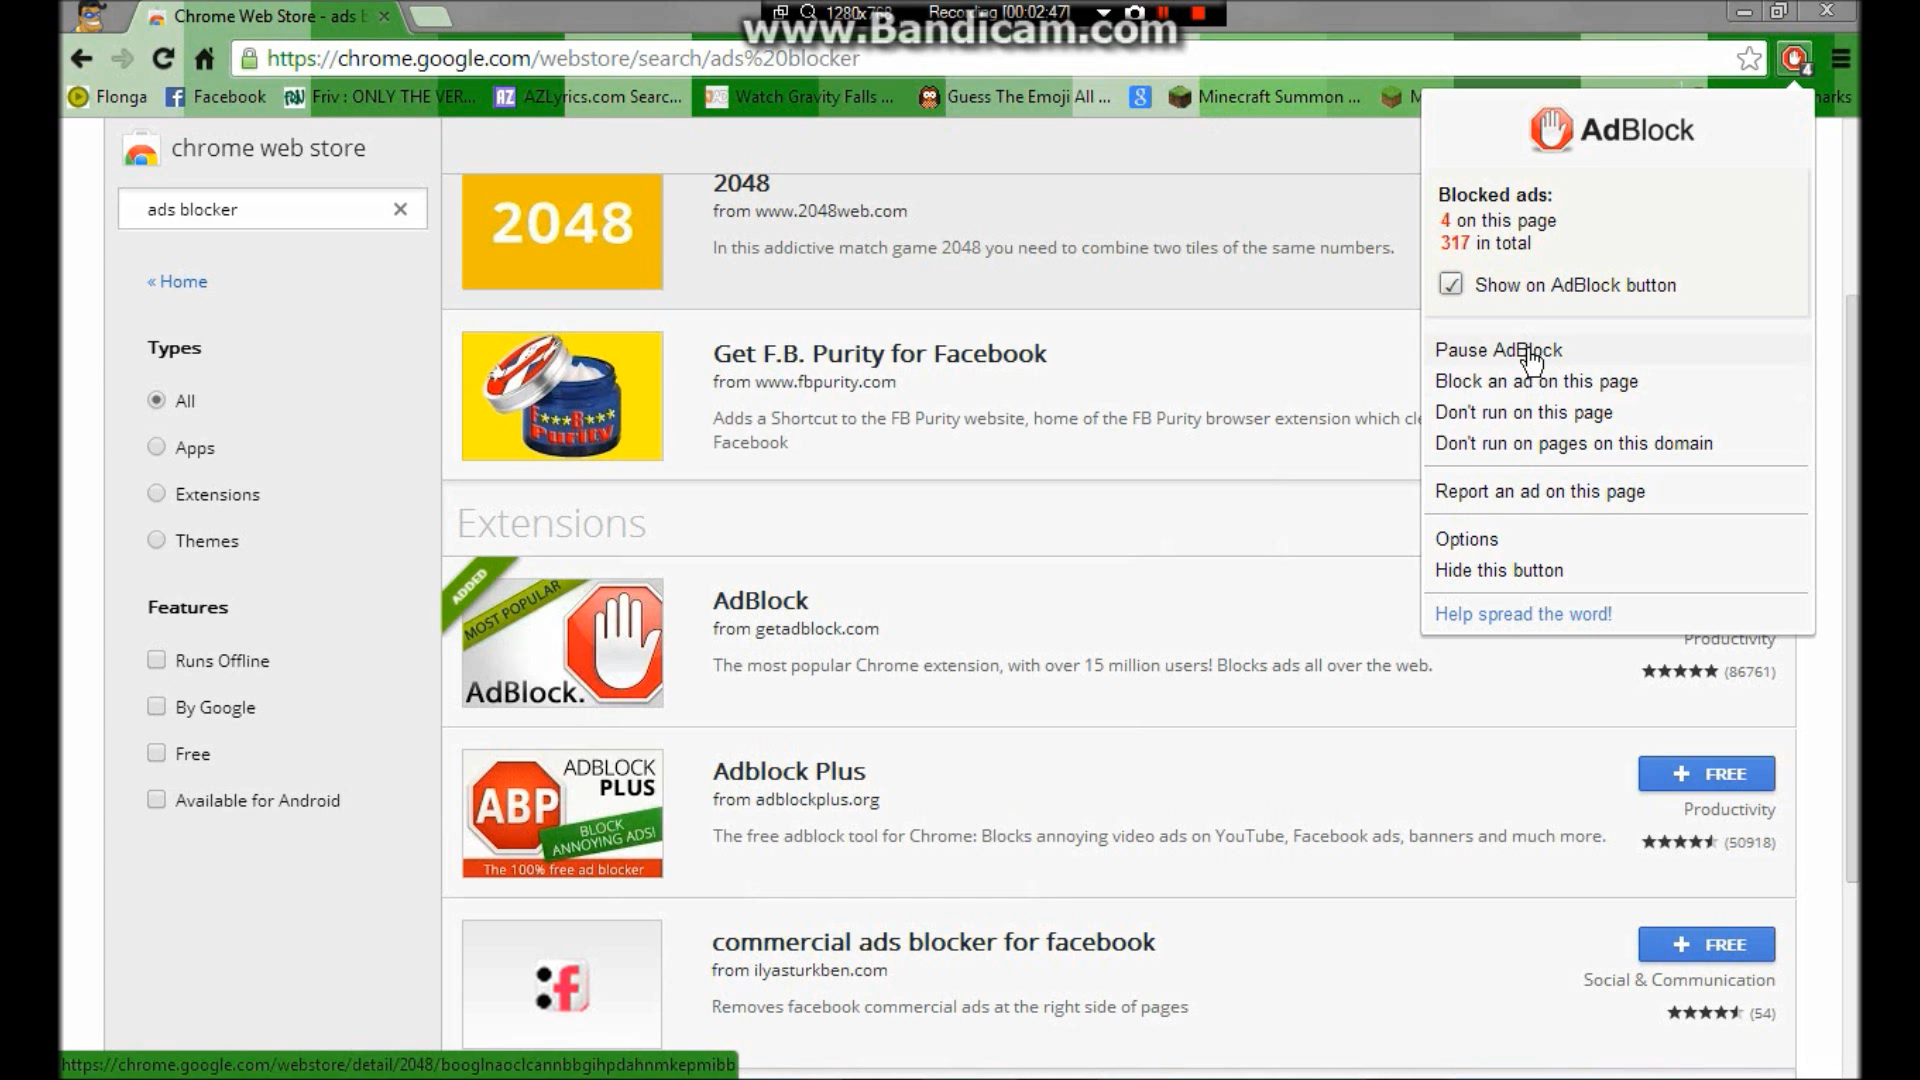 Chrome Web Store - ads b
1280x768
Recording [00:02:47]
www.Bandicam.com
https://chrome.google.com/webstore/search/ads%20blocker
4
Flonga
Facebook
Friv : ONLY THE VER...
AZLyrics.com Searc...
Watch Gravity Falls ...
Guess The Emoji All ...
Minecraft Summon ...
M
arks
chrome web store
ads blocker
« Home
Types
All
Apps
Extensions
Themes
Features
Runs Offline
By Google
Free
Available for Android
2048
2048
from www.2048web.com
In this addictive match game 2048 you need to combine two tiles of the same numbers.
F★★★B★★★
Purity
Get F.B. Purity for Facebook
from www.fbpurity.com
Adds a Shortcut to the FB Purity website, home of the FB Purity browser extension which cle
Facebook
Extensions
ADDED
MOST POPULAR
AdBlock.
AdBlock
from getadblock.com
The most popular Chrome extension, with over 15 million users! Blocks ads all over the web.
Productivity
(86761)
ADBLOCK
PLUS
ABP
BLOCK
ANNOYING ADS!
The 100% free ad blocker
Adblock Plus
from adblockplus.org
The free adblock tool for Chrome: Blocks annoying video ads on YouTube, Facebook ads, banners and much more.
+ FREE
Productivity
(50918)
f
commercial ads blocker for facebook
from ilyasturkben.com
Removes facebook commercial ads at the right side of pages
+ FREE
Social & Communication
(54)
AdBlock
Blocked ads:
4 on this page
317 in total
Show on AdBlock button
Pause AdBlock
Block an ad on this page
Don't run on this page
Don't run on pages on this domain
Report an ad on this page
Options
Hide this button
Help spread the word!
https://chrome.google.com/webstore/detail/2048/booglnaoclcannbbgihpdahnmkepmibb